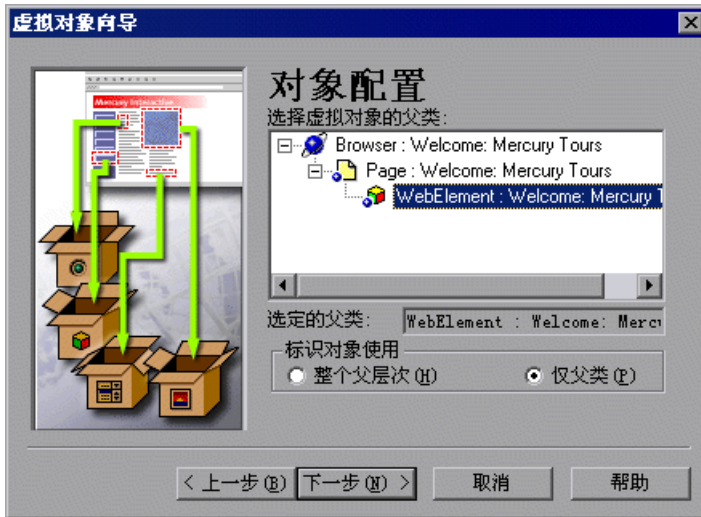 虚拟对象向导
Mercury Interactive
对象配置
选择虚拟对象的父类:
Browser : Welcome: Mercury Tours
Page : Welcome: Mercury Tours
WebElement : Welcome: Mercury T
选定的父类: WebElement : Welcome: Mercu
标识对象使用
整个父层次(H) 仅父类(P)
< 上一步(B) 下一步(N) > 取消 帮助